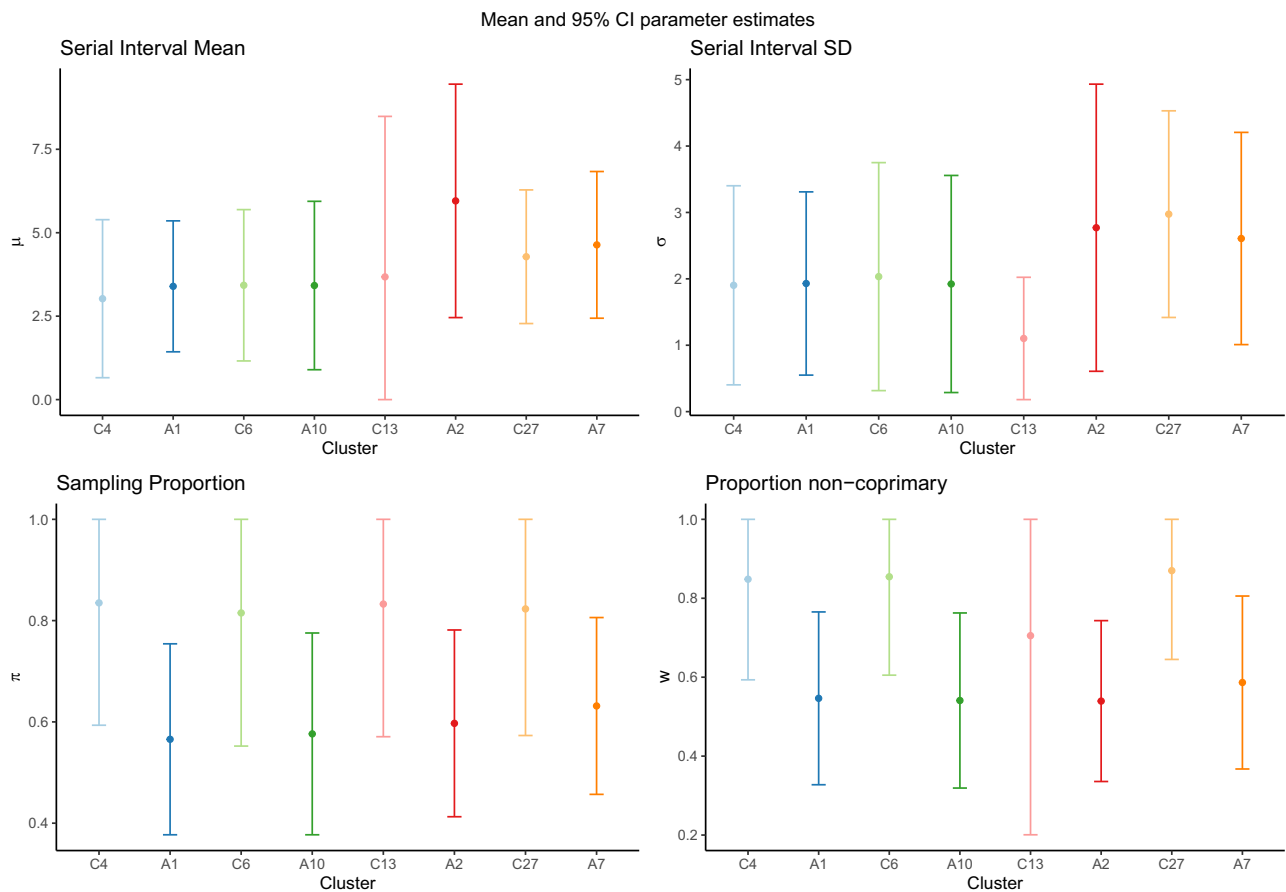 Mean and 95% CI parameter estimates
Serial Interval Mean
7.5
5.0
2.5
0.0
μ
C4 A1 C6 A10 C13 A2 C27 A7
Cluster
Serial Interval SD
5
4
3
2
1
0
σ
C4 A1 C6 A10 C13 A2 C27 A7
Cluster
Sampling Proportion
1.0
0.8
0.6
0.4
π
C4 A1 C6 A10 C13 A2 C27 A7
Cluster
Proportion non−coprimary
1.0
0.8
0.6
0.4
0.2
w
C4 A1 C6 A10 C13 A2 C27 A7
Cluster